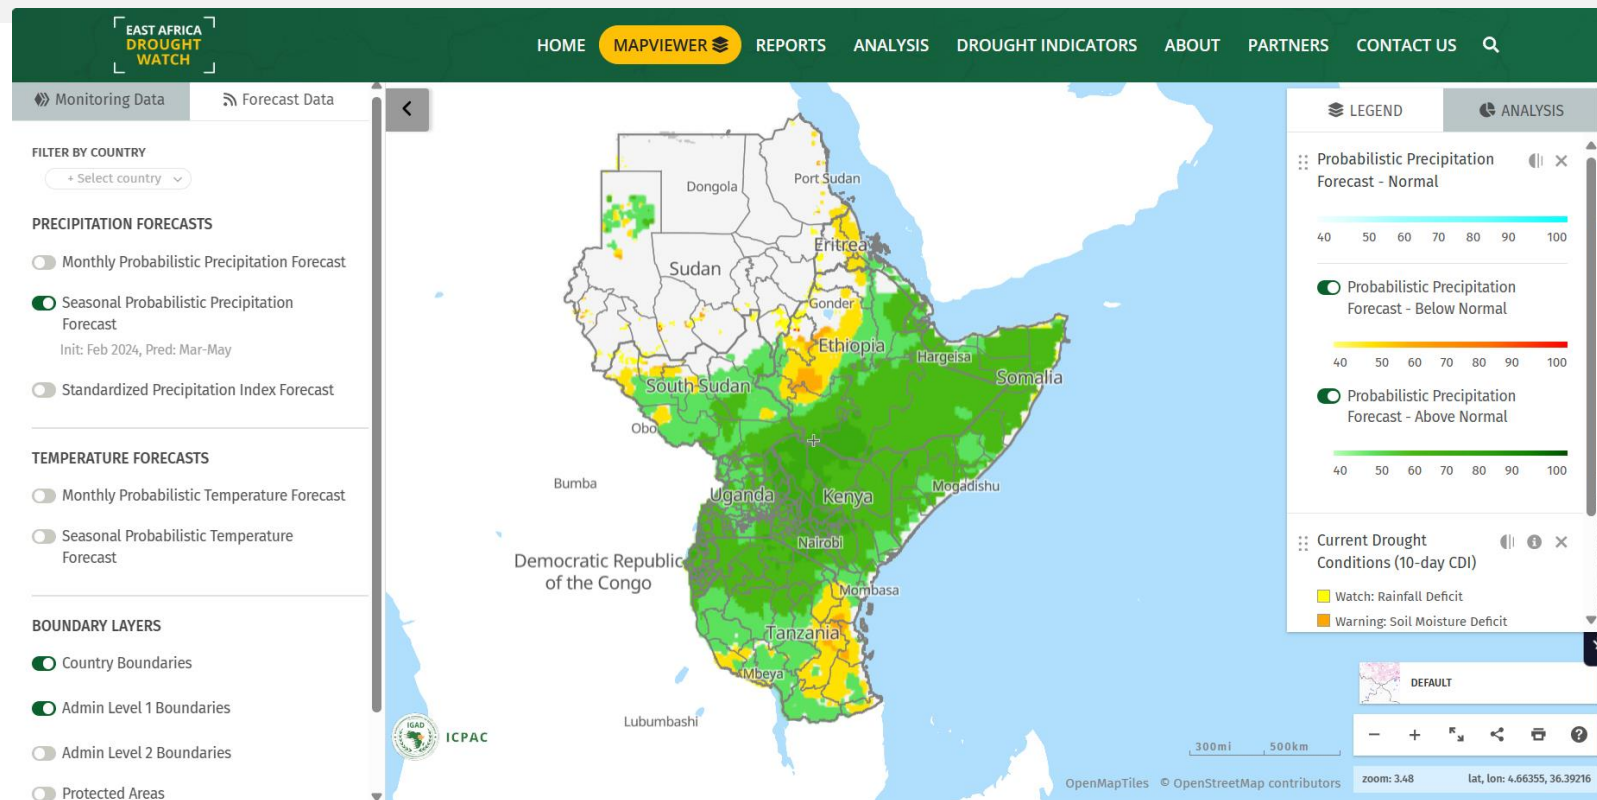 EAST AFRICA
DROUGHT
WATCH
HOME
MAPVIEWER
REPORTS
ANALYSIS
DROUGHT INDICATORS
ABOUT
PARTNERS
CONTACT US
Monitoring Data
Forecast Data
FILTER BY COUNTRY
+ Select country
PRECIPITATION FORECASTS
Monthly Probabilistic Precipitation Forecast
Seasonal Probabilistic Precipitation
Forecast
Init: Feb 2024, Pred: Mar-May
Standardized Precipitation Index Forecast
TEMPERATURE FORECASTS
Monthly Probabilistic Temperature Forecast
Seasonal Probabilistic Temperature
Forecast
BOUNDARY LAYERS
Country Boundaries
Admin Level 1 Boundaries
Admin Level 2 Boundaries
Protected Areas
Dongola
Port Sudan
Eritrea
Sudan
Gonder
Ethiopia
Hargeisa
Somalia
South Sudan
Obo
Bumba
Uganda
Kenya
Mogadishu
Nairobi
Democratic Republic
of the Congo
Mombasa
Tanzania
Mbeya
Lubumbashi
IGAD
ICPAC
300mi
500km
OpenMapTiles © OpenStreetMap contributors
LEGEND
ANALYSIS
Probabilistic Precipitation
Forecast - Normal
40 50 60 70 80 90 100
Probabilistic Precipitation
Forecast - Below Normal
40 50 60 70 80 90 100
Probabilistic Precipitation
Forecast - Above Normal
40 50 60 70 80 90 100
Current Drought
Conditions (10-day CDI)
Watch: Rainfall Deficit
Warning: Soil Moisture Deficit
DEFAULT
zoom: 3.48
lat, lon: 4.66355, 36.39216